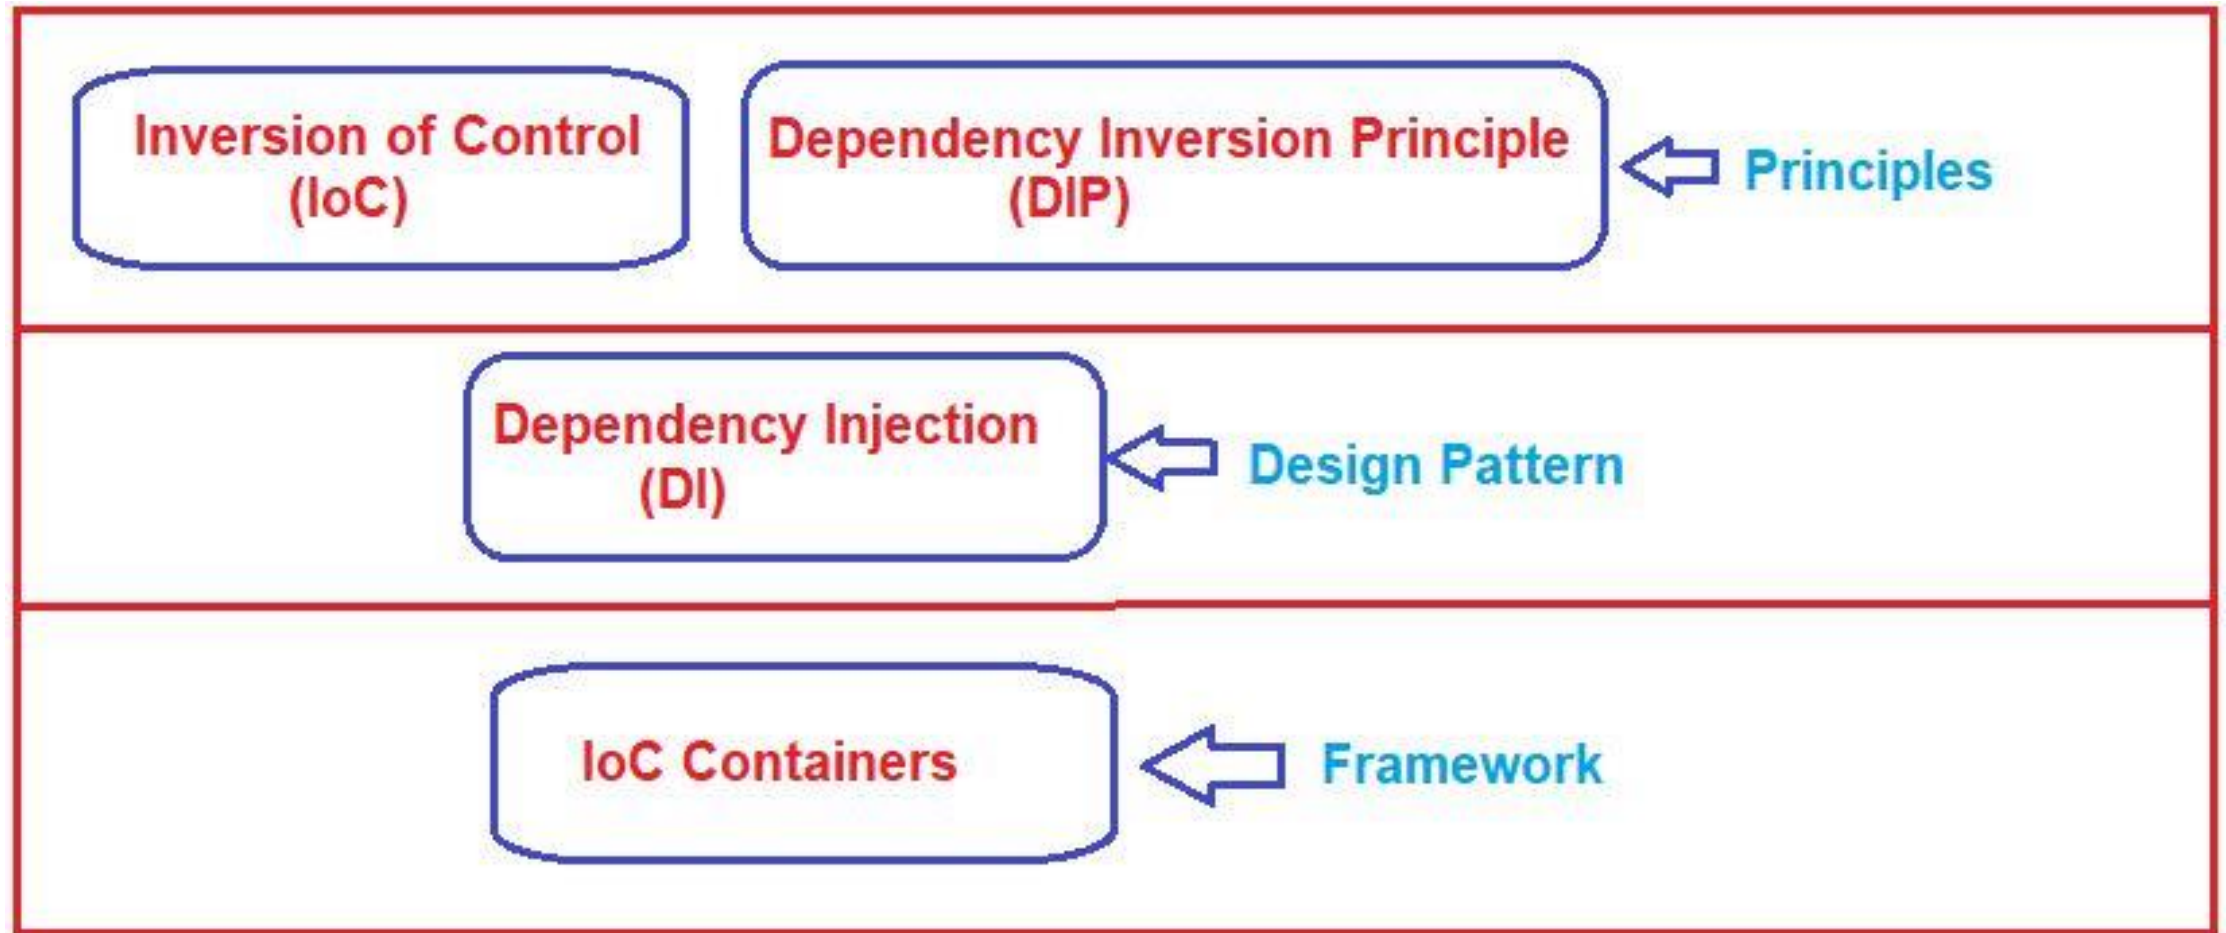 Inversion of Control
(IoC)
Dependency Inversion Principle
(DIP)
Principles
Dependency Injection
(DI)
Design Pattern
IoC Containers
Framework